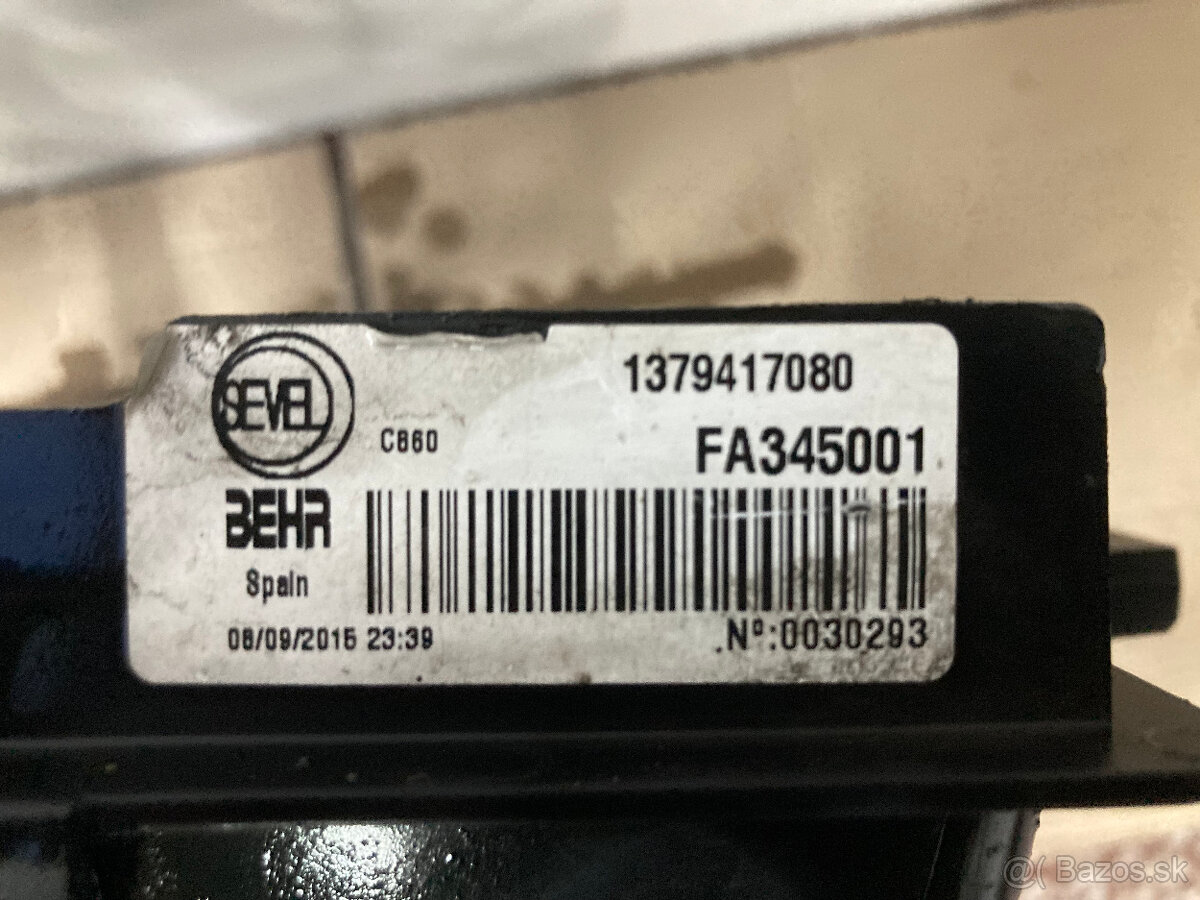 SEVEL
1379417080
C860
FA345001
BEHR
Spain
08/09/2015 23:39
.Nº:0030293
@( Bazos.sk